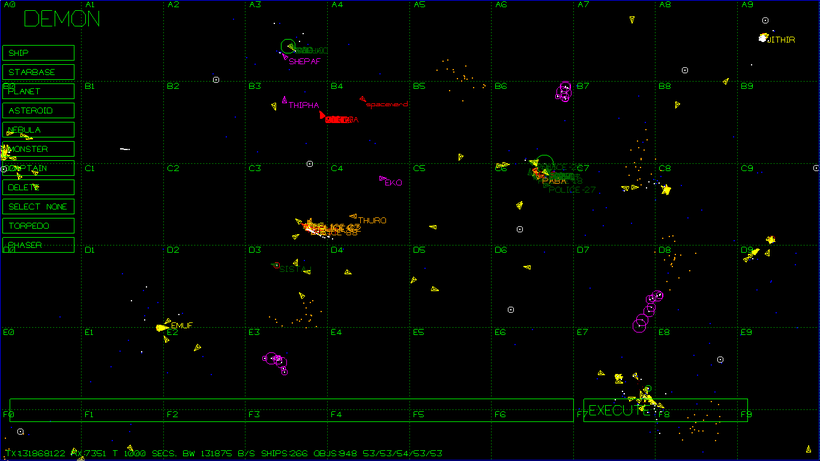 A0 A3 A4 A5 A6 A7 A8 A9
DEMON
SHIP
STARBASE
PLANET
ASTEROID
NEBULA
MONSTER
CAPTAIN
DELETE
SELECT NONE
TORPEDO
PHASER
SHEPAF
JITHIR
B1 B2 B3 B4 B5 B6 B7 B8 B9
THIPHA
spacenerd
C1 C2 C3 C4 C5 C6 C7 C8 C9
EKO
POLICE-27
THURO
D1 D2 D3 D4 D5 D6 D7 D8 D9
EMUF
E0 E1 E2 E3 E4 E5 E6 E7 E8 E9
EXECUTE
F0 F1 F2 F3 F4 F5 F6 F7 F8 F9
T 1000 SECS. BW 131875 B/S SHIPS:266 OBJS:948 53/53/54/53/53